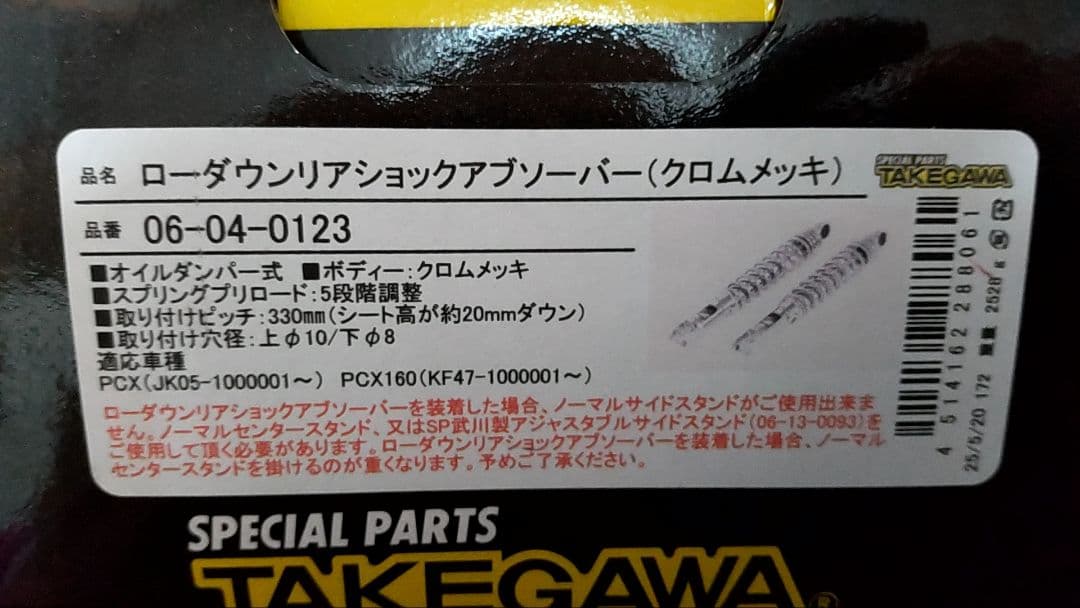 品名 ローダウンリアショックアブソーバー(クロムメッキ)
SPECIAL PARTS
TAKEGAWA
品番 06-04-0123
■オイルダンパー式 ■ボディー:クロムメッキ
■スプリングプリロード:5段階調整
■取り付けピッチ:330mm(シート高が約20mmダウン)
■取り付け穴径:上φ10/下φ8
適応車種
PCX(JK05-1000001～) PCX160(KF47-1000001～)
ローダウンリアショックアブソーバーを装着した場合、ノーマルサイドスタンドがご使用出来ま
せん。ノーマルセンタースタンド、又はSP武川製アジャスタブルサイドスタンド(06-13-0093)を
ご使用して頂く必要があります。ローダウンリアショックアブソーバーを装着した場合、ノーマル
センタースタンドを掛けるのが重くなります。予めご了承ください。
4 514162 288061
25/5/20 172 重量 2528 g
SPECIAL PARTS
TAKEGAWA